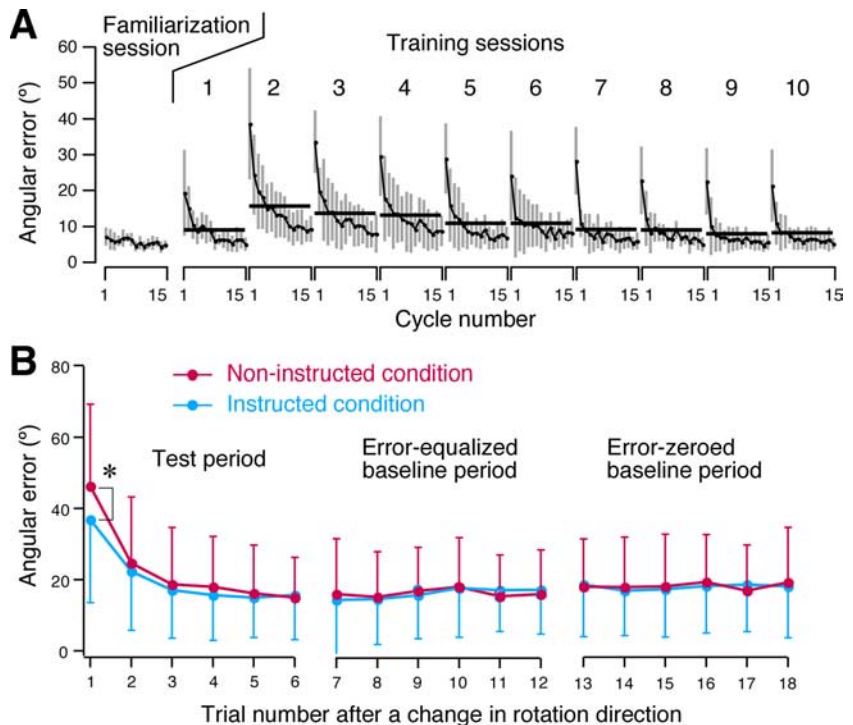 A
Familiarization
session
Training sessions
1 2 3 4 5 6 7 8 9 10
Angular error (º)
60
50
40
30
20
10
0
1 15 1 15 1 15 1 15 1 15 1 15 1 15 1 15 1 15 1 15 1 15
Cycle number
B
Non-instructed condition
Instructed condition
Test period
Error-equalized
baseline period
Error-zeroed
baseline period
*
Angular error (º)
80
60
40
20
0
1 2 3 4 5 6 7 8 9 10 11 12 13 14 15 16 17 18
Trial number after a change in rotation direction